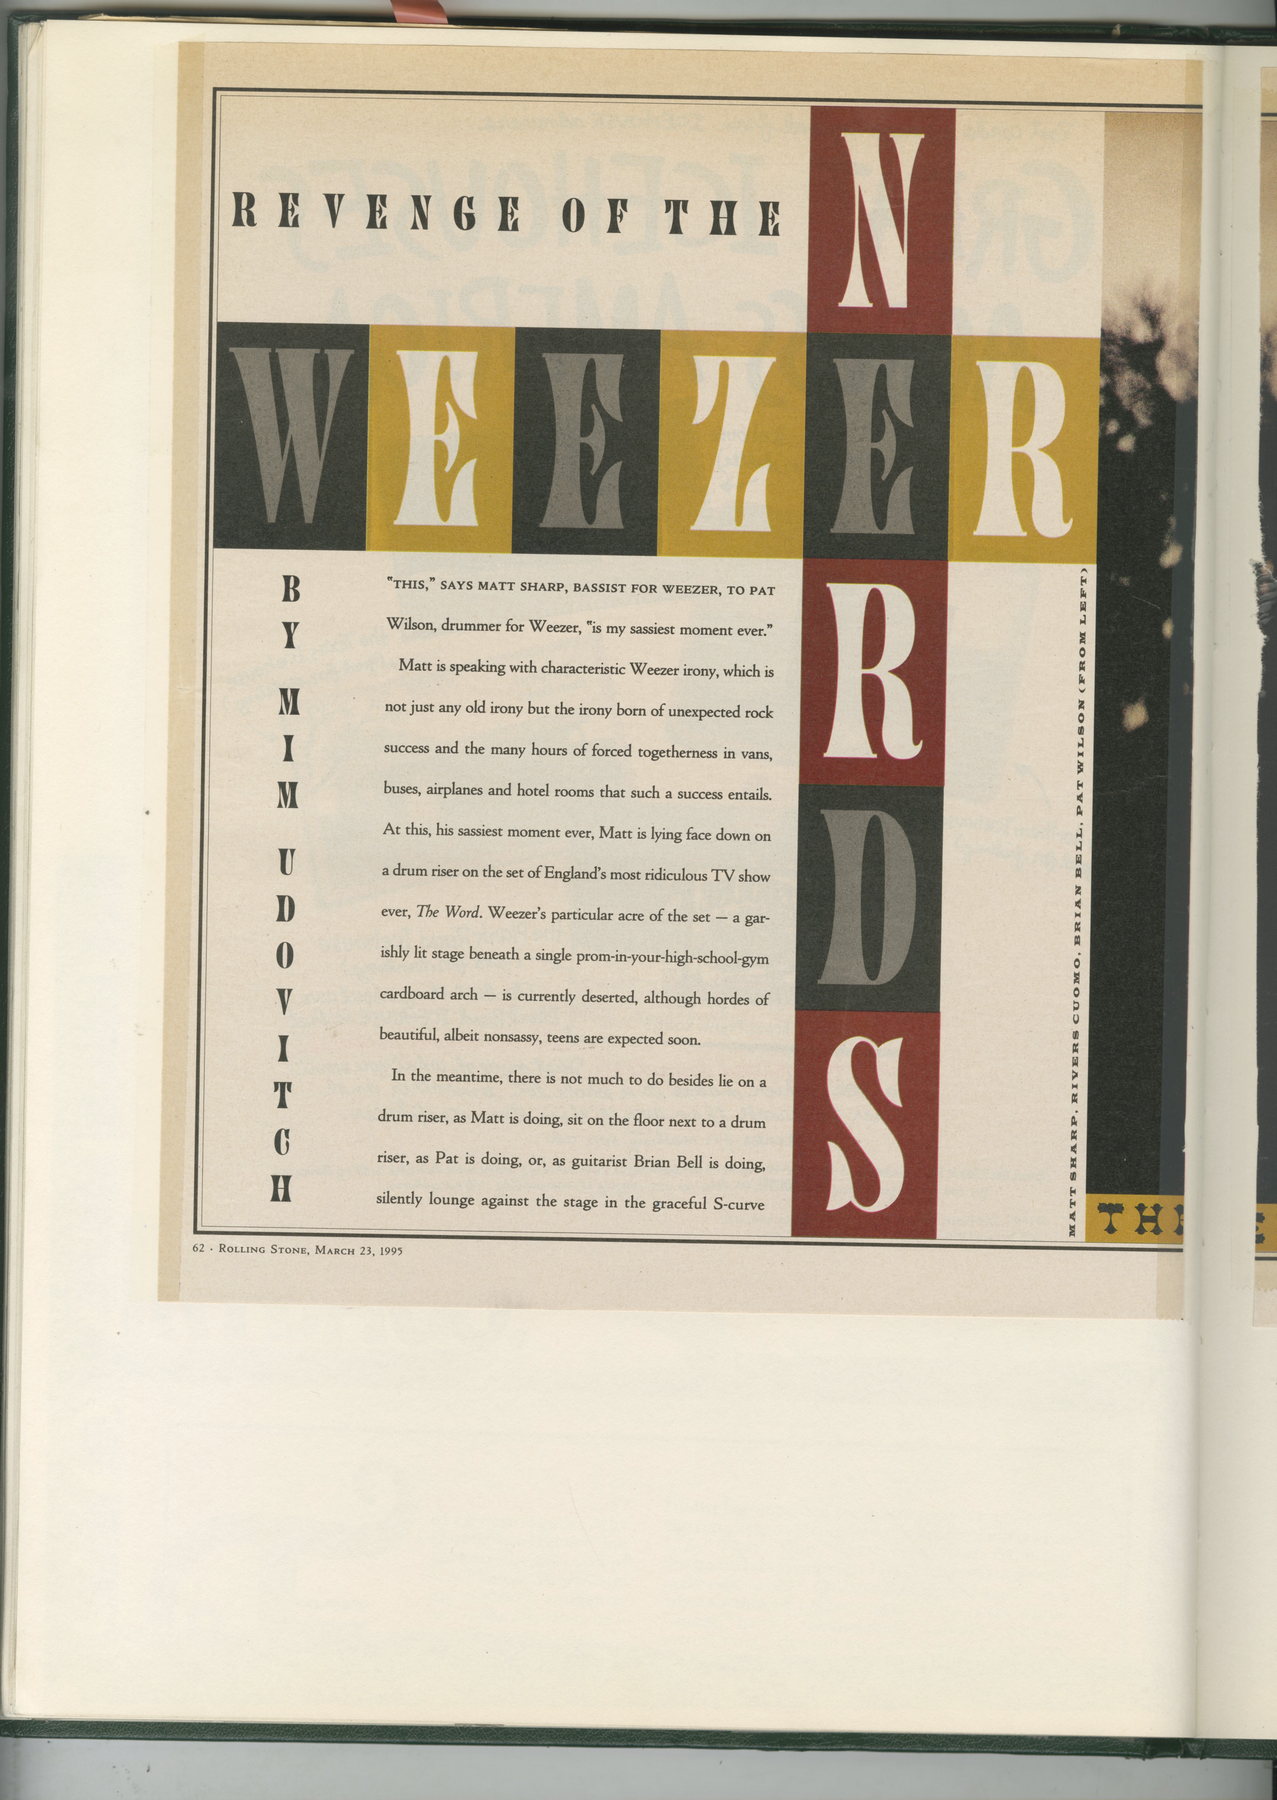 REVENGE OF THE
NERDS
WEEZER
BY MIM UDOVITCH
"THIS," SAYS MATT SHARP, BASSIST FOR WEEZER, TO PAT
Wilson, drummer for Weezer, "is my sassiest moment ever."
Matt is speaking with characteristic Weezer irony, which is
not just any old irony but the irony born of unexpected rock
success and the many hours of forced togetherness in vans,
buses, airplanes and hotel rooms that such a success entails.
At this, his sassiest moment ever, Matt is lying face down on
a drum riser on the set of England's most ridiculous TV show
ever, The Word. Weezer's particular acre of the set — a gar-
ishly lit stage beneath a single prom-in-your-high-school-gym
cardboard arch — is currently deserted, although hordes of
beautiful, albeit nonsassy, teens are expected soon.
In the meantime, there is not much to do besides lie on a
drum riser, as Matt is doing, sit on the floor next to a drum
riser, as Pat is doing, or, as guitarist Brian Bell is doing,
silently lounge against the stage in the graceful S-curve
MATT SHARP, RIVERS CUOMO, BRIAN BELL, PAT WILSON (FROM LEFT)
62 · ROLLING STONE, MARCH 23, 1995